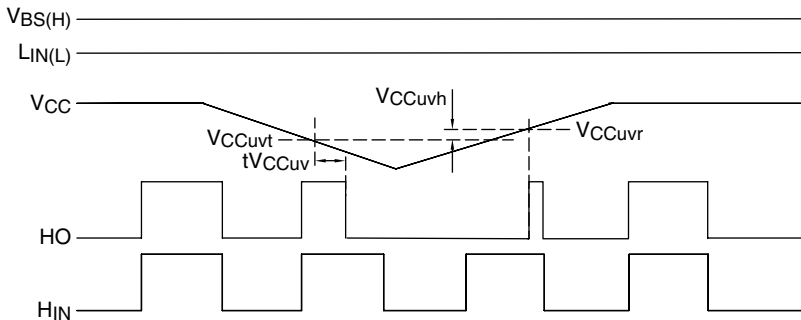 VBS(H)
LIN(L)
VCC
VCCuvh
VCCuvt
VCCuvr
tVCCuv
HO
HIN